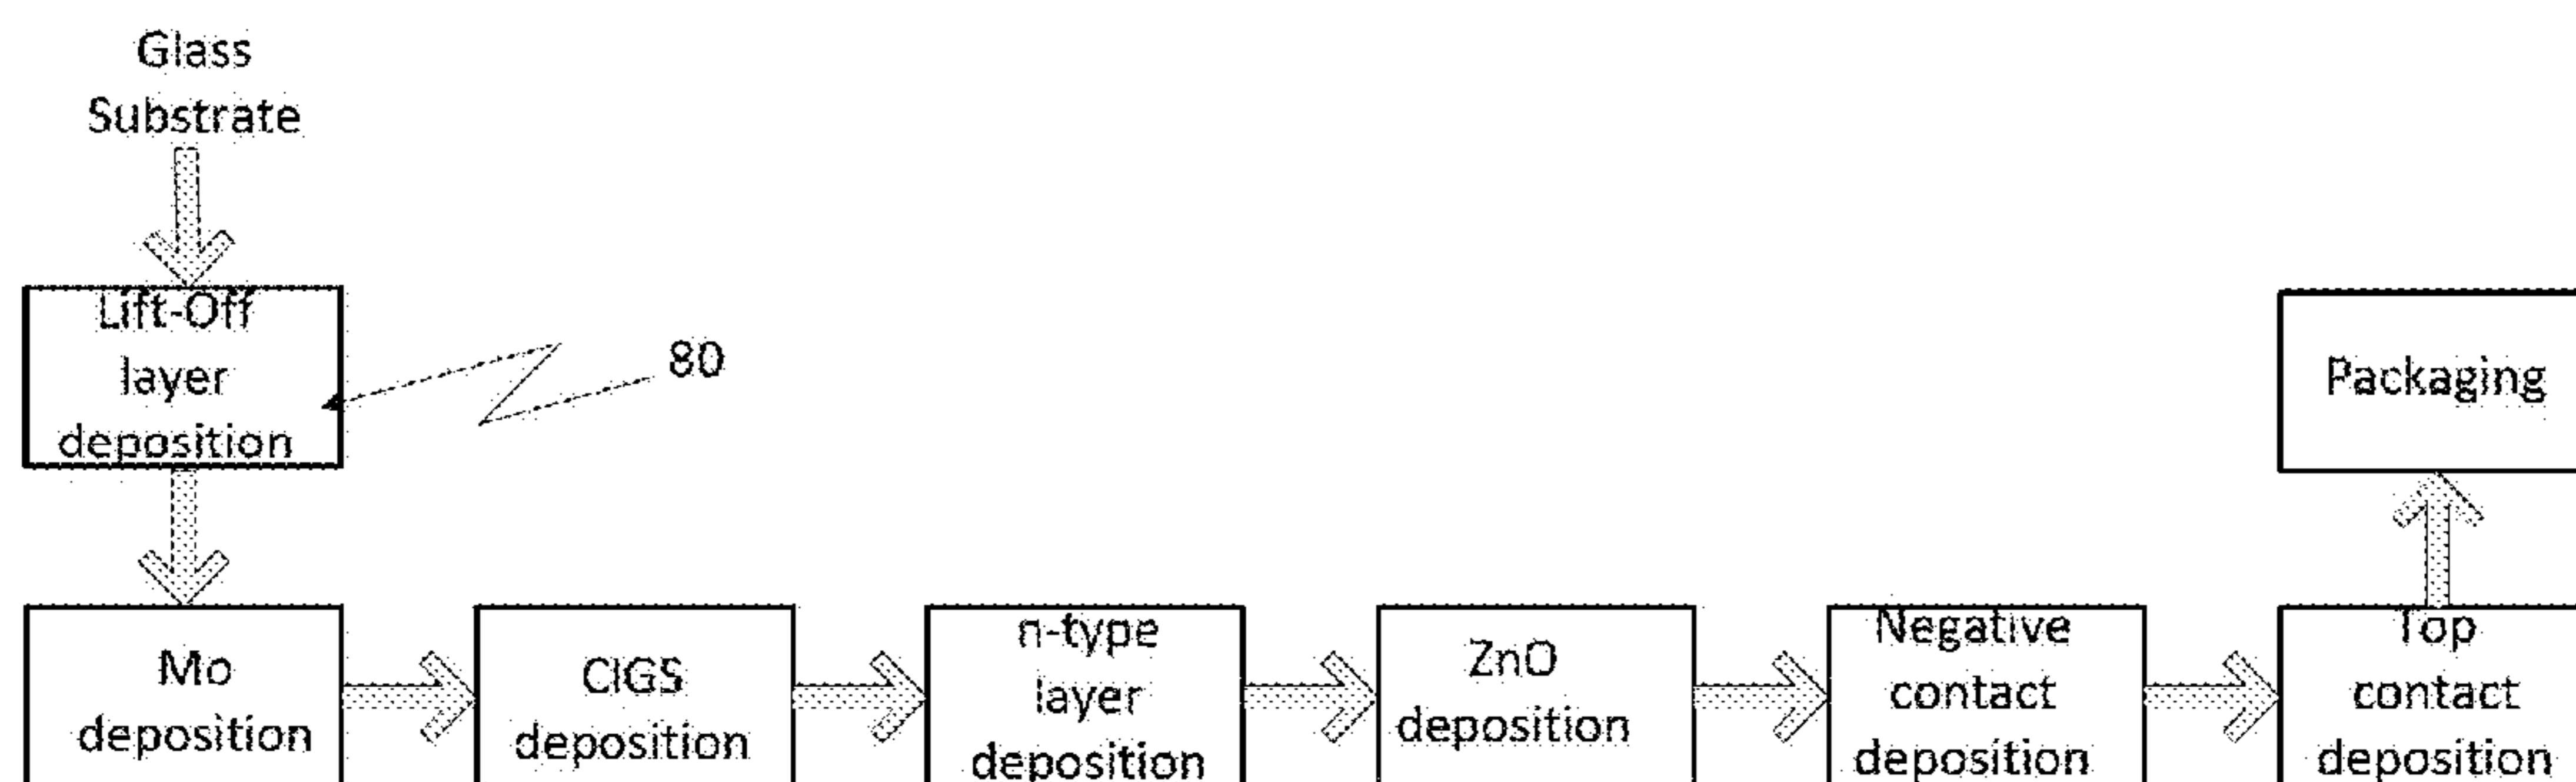 Glass
Substrate
Lift-Off
layer
deposition
80
Packaging
Mo
deposition
CIGS
deposition
n-type
layer
deposition
ZnO
deposition
Negative
contact
deposition
Top
contact
deposition